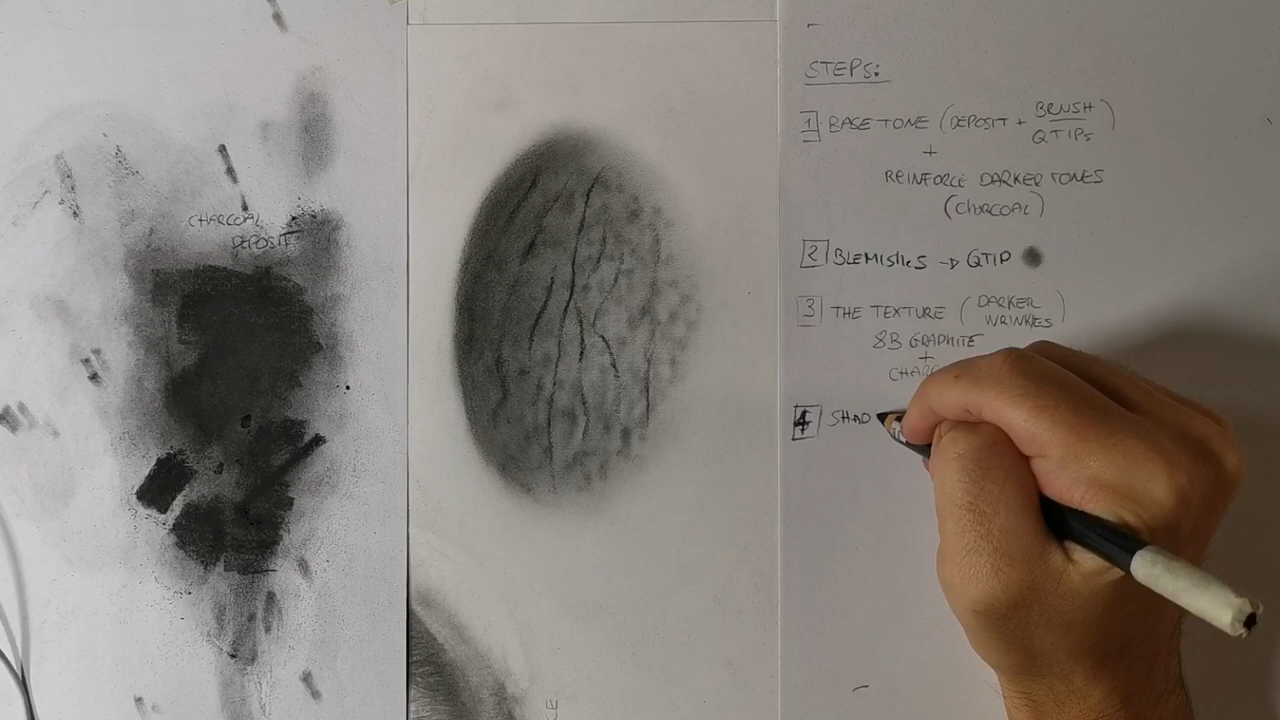 CHARCOAL
DEPOSIT
STEPS:
1 BASE TONE (DEPOSIT + BRUSH
QTIPs)
+
REINFORCE DARKER TONES
(CHARCOAL)
2 BLEMISHES → QTIP
3 THE TEXTURE (DARKER
WRINKLES)
8B GRAPHITE
+
CHARC
4 SHAD